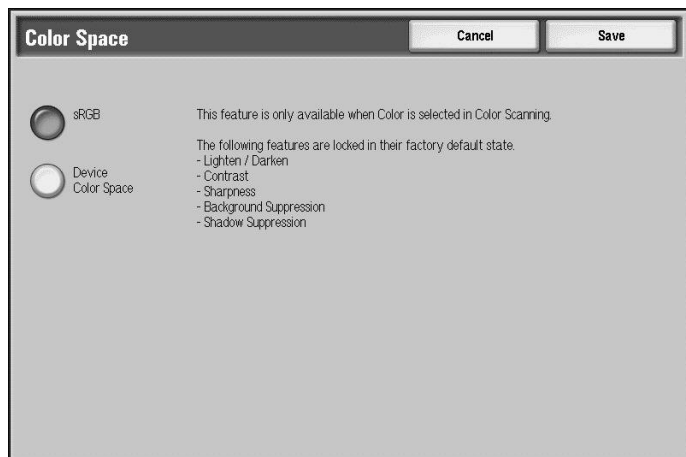 Color Space
Cancel
Save
sRGB
Device
Color Space
This feature is only available when Color is selected in Color Scanning.
The following features are locked in their factory default state.
- Lighten / Darken
- Contrast
- Sharpness
- Background Suppression
- Shadow Suppression